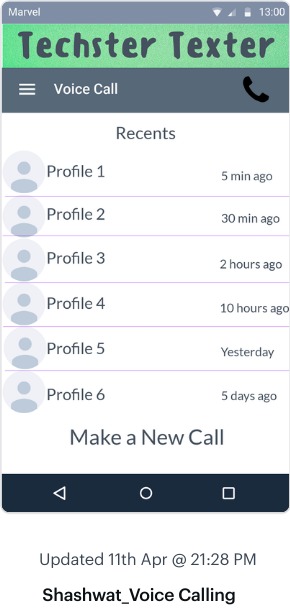 Marvel 13:00
Techster Texter
Voice Call
Recents
Profile 1 5 min ago
Profile 2 30 min ago
Profile 3 2 hours ago
Profile 4 10 hours ago
Profile 5 Yesterday
Profile 6 5 days ago
Make a New Call
Updated 11th Apr @ 21:28 PM
Shashwat_Voice Calling